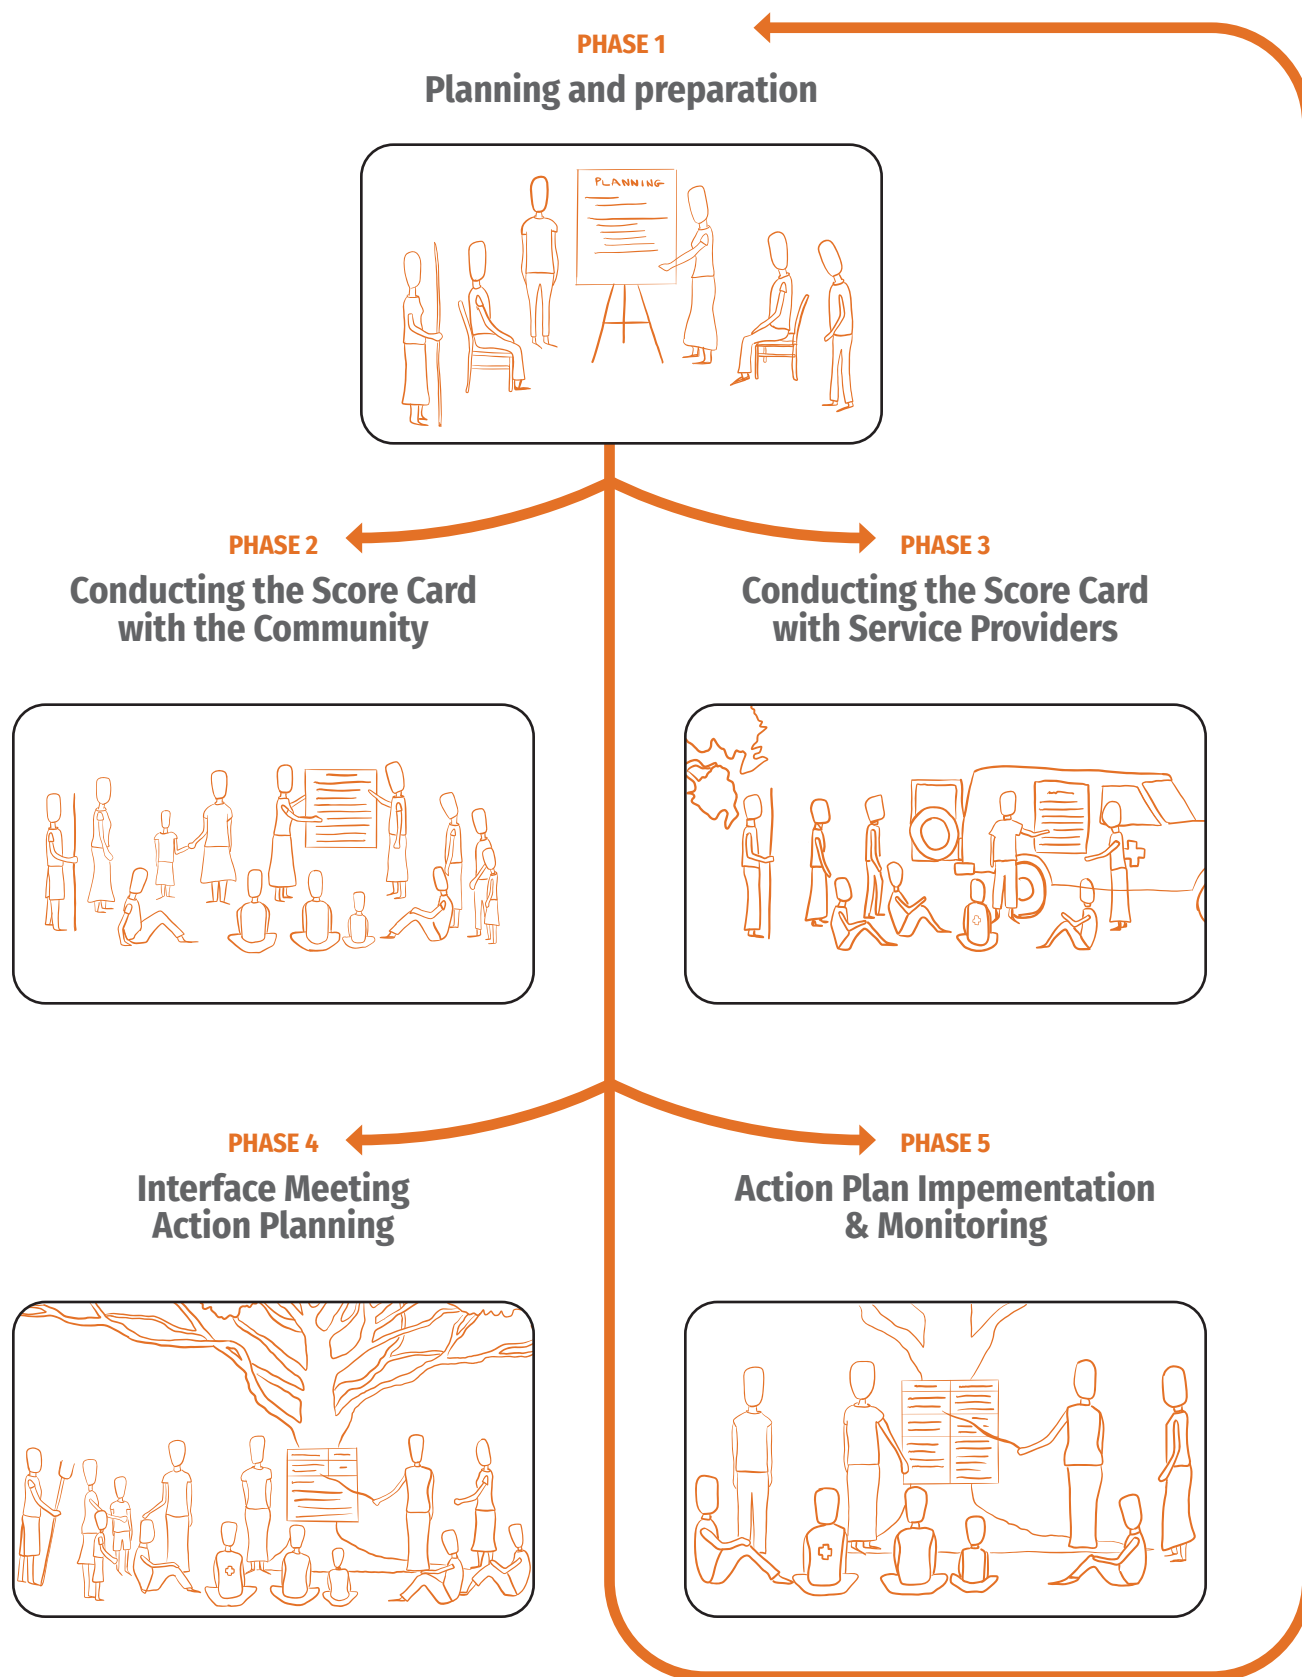 PHASE 1
Planning and preparation
PLANNING
PHASE 2
Conducting the Score Card
with the Community
PHASE 3
Conducting the Score Card
with Service Providers
PHASE 4
Interface Meeting
Action Planning
PHASE 5
Action Plan Impementation
& Monitoring